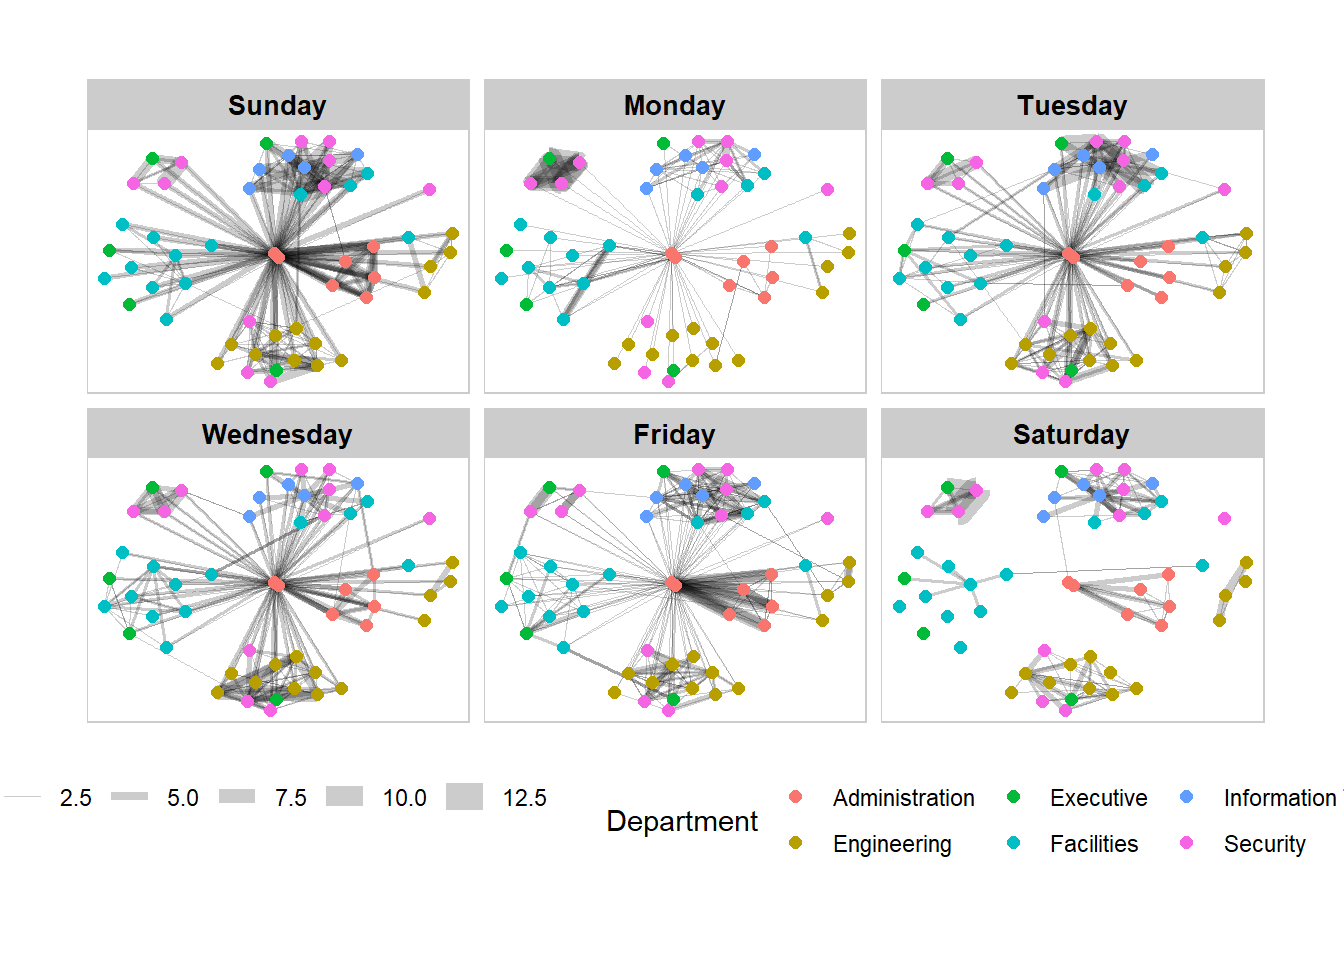 Sunday
Monday
Tuesday
Wednesday
Friday
Saturday
2.5 5.0 7.5 10.0 12.5
Department
Administration Executive Information
Engineering Facilities Security